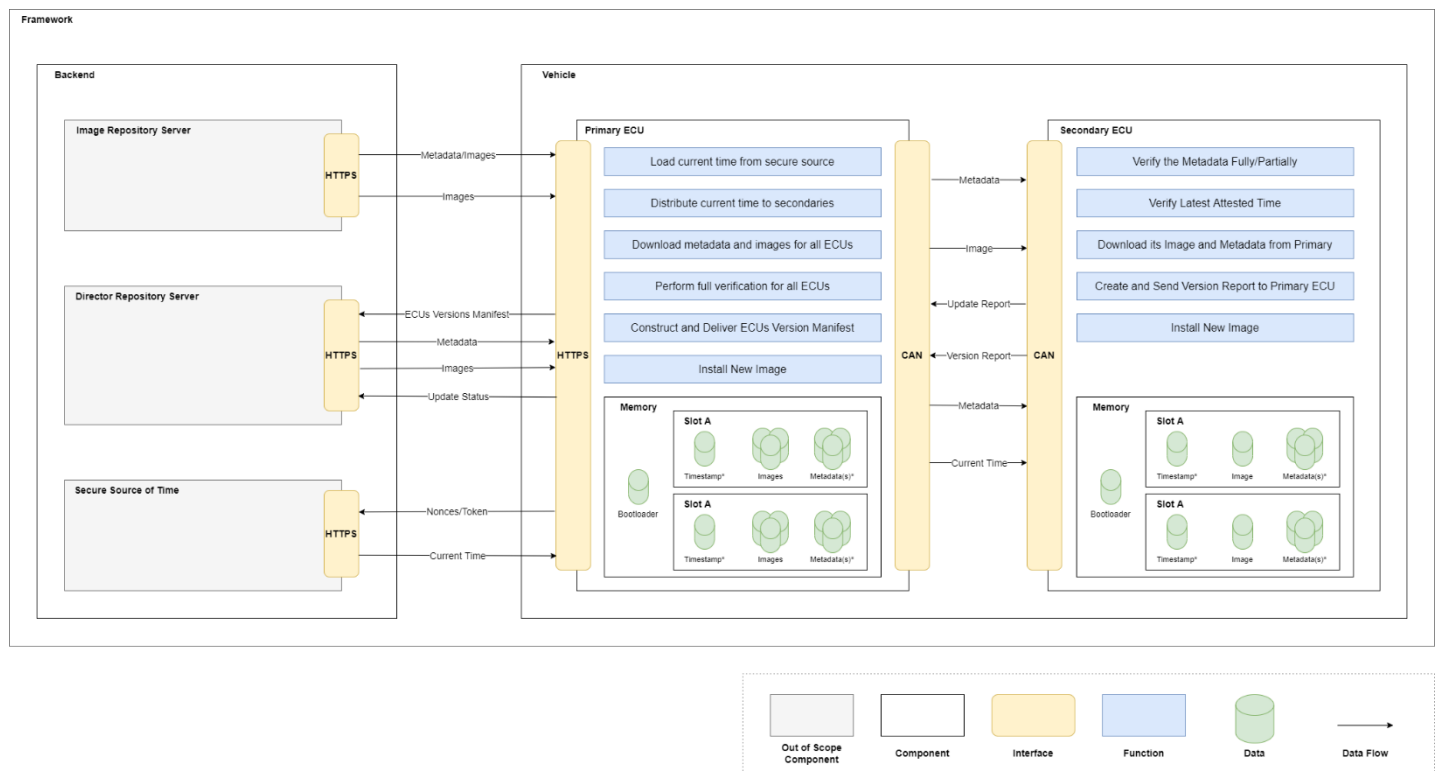 Framework
Backend
Image Repository Server
HTTPS
Director Repository Server
HTTPS
Secure Source of Time
HTTPS
Metadata/Images
Images
ECUs Versions Manifest
Metadata
Images
Update Status
Nonces/Token
Current Time
Vehicle
HTTPS
Primary ECU
Load current time from secure source
Distribute current time to secondaries
Download metadata and images for all ECUs
Perform full verification for all ECUs
Construct and Deliver ECUs Version Manifest
Install New Image
Memory
Bootloader
Slot A
Timestamp*
Images
Metadata(s)*
Slot A
Timestamp*
Images
Metadata(s)*
CAN
Metadata
Image
Update Report
Version Report
Metadata
Current Time
CAN
Secondary ECU
Verify the Metadata Fully/Partially
Verify Latest Attested Time
Download its Image and Metadata from Primary
Create and Send Version Report to Primary ECU
Install New Image
Memory
Bootloader
Slot A
Timestamp*
Image
Metadata(s)*
Slot A
Timestamp*
Image
Metadata(s)*
Out of Scope
Component
Component
Interface
Function
Data
Data Flow